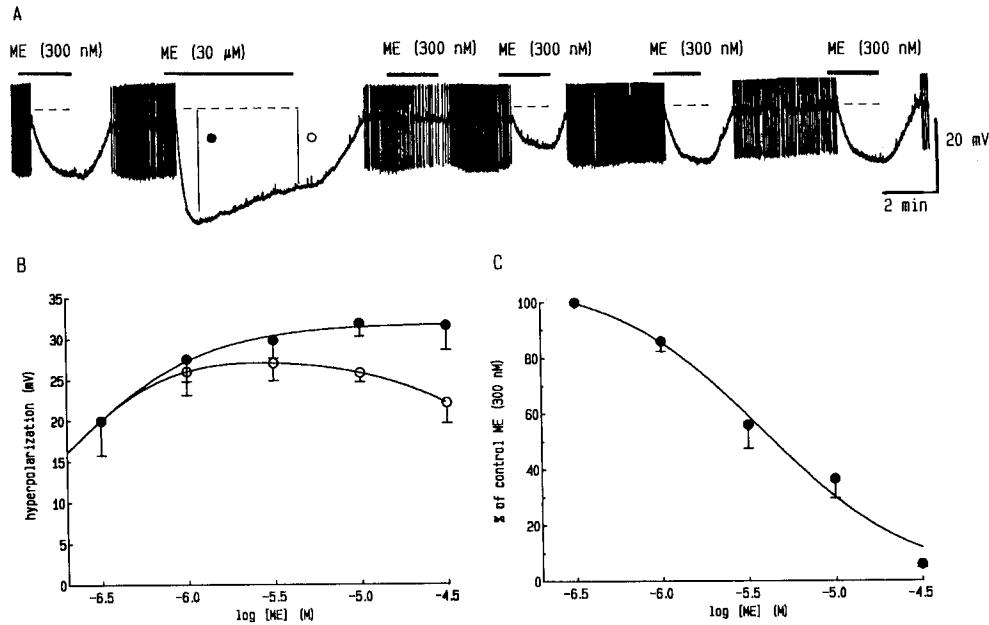 A
ME (300 nM)
ME (30 µM)
ME (300 nM)
ME (300 nM)
ME (300 nM)
ME (300 nM)
20 mV
2 min
B
35
30
25
20
15
10
5
0
hyperpolarization (mV)
-6.5
-6.0
-5.5
-5.0
-4.5
log [ME] (M)
C
100
80
60
40
20
0
% of control ME (300 nM)
-6.5
-6.0
-5.5
-5.0
-4.5
log [ME] (M)